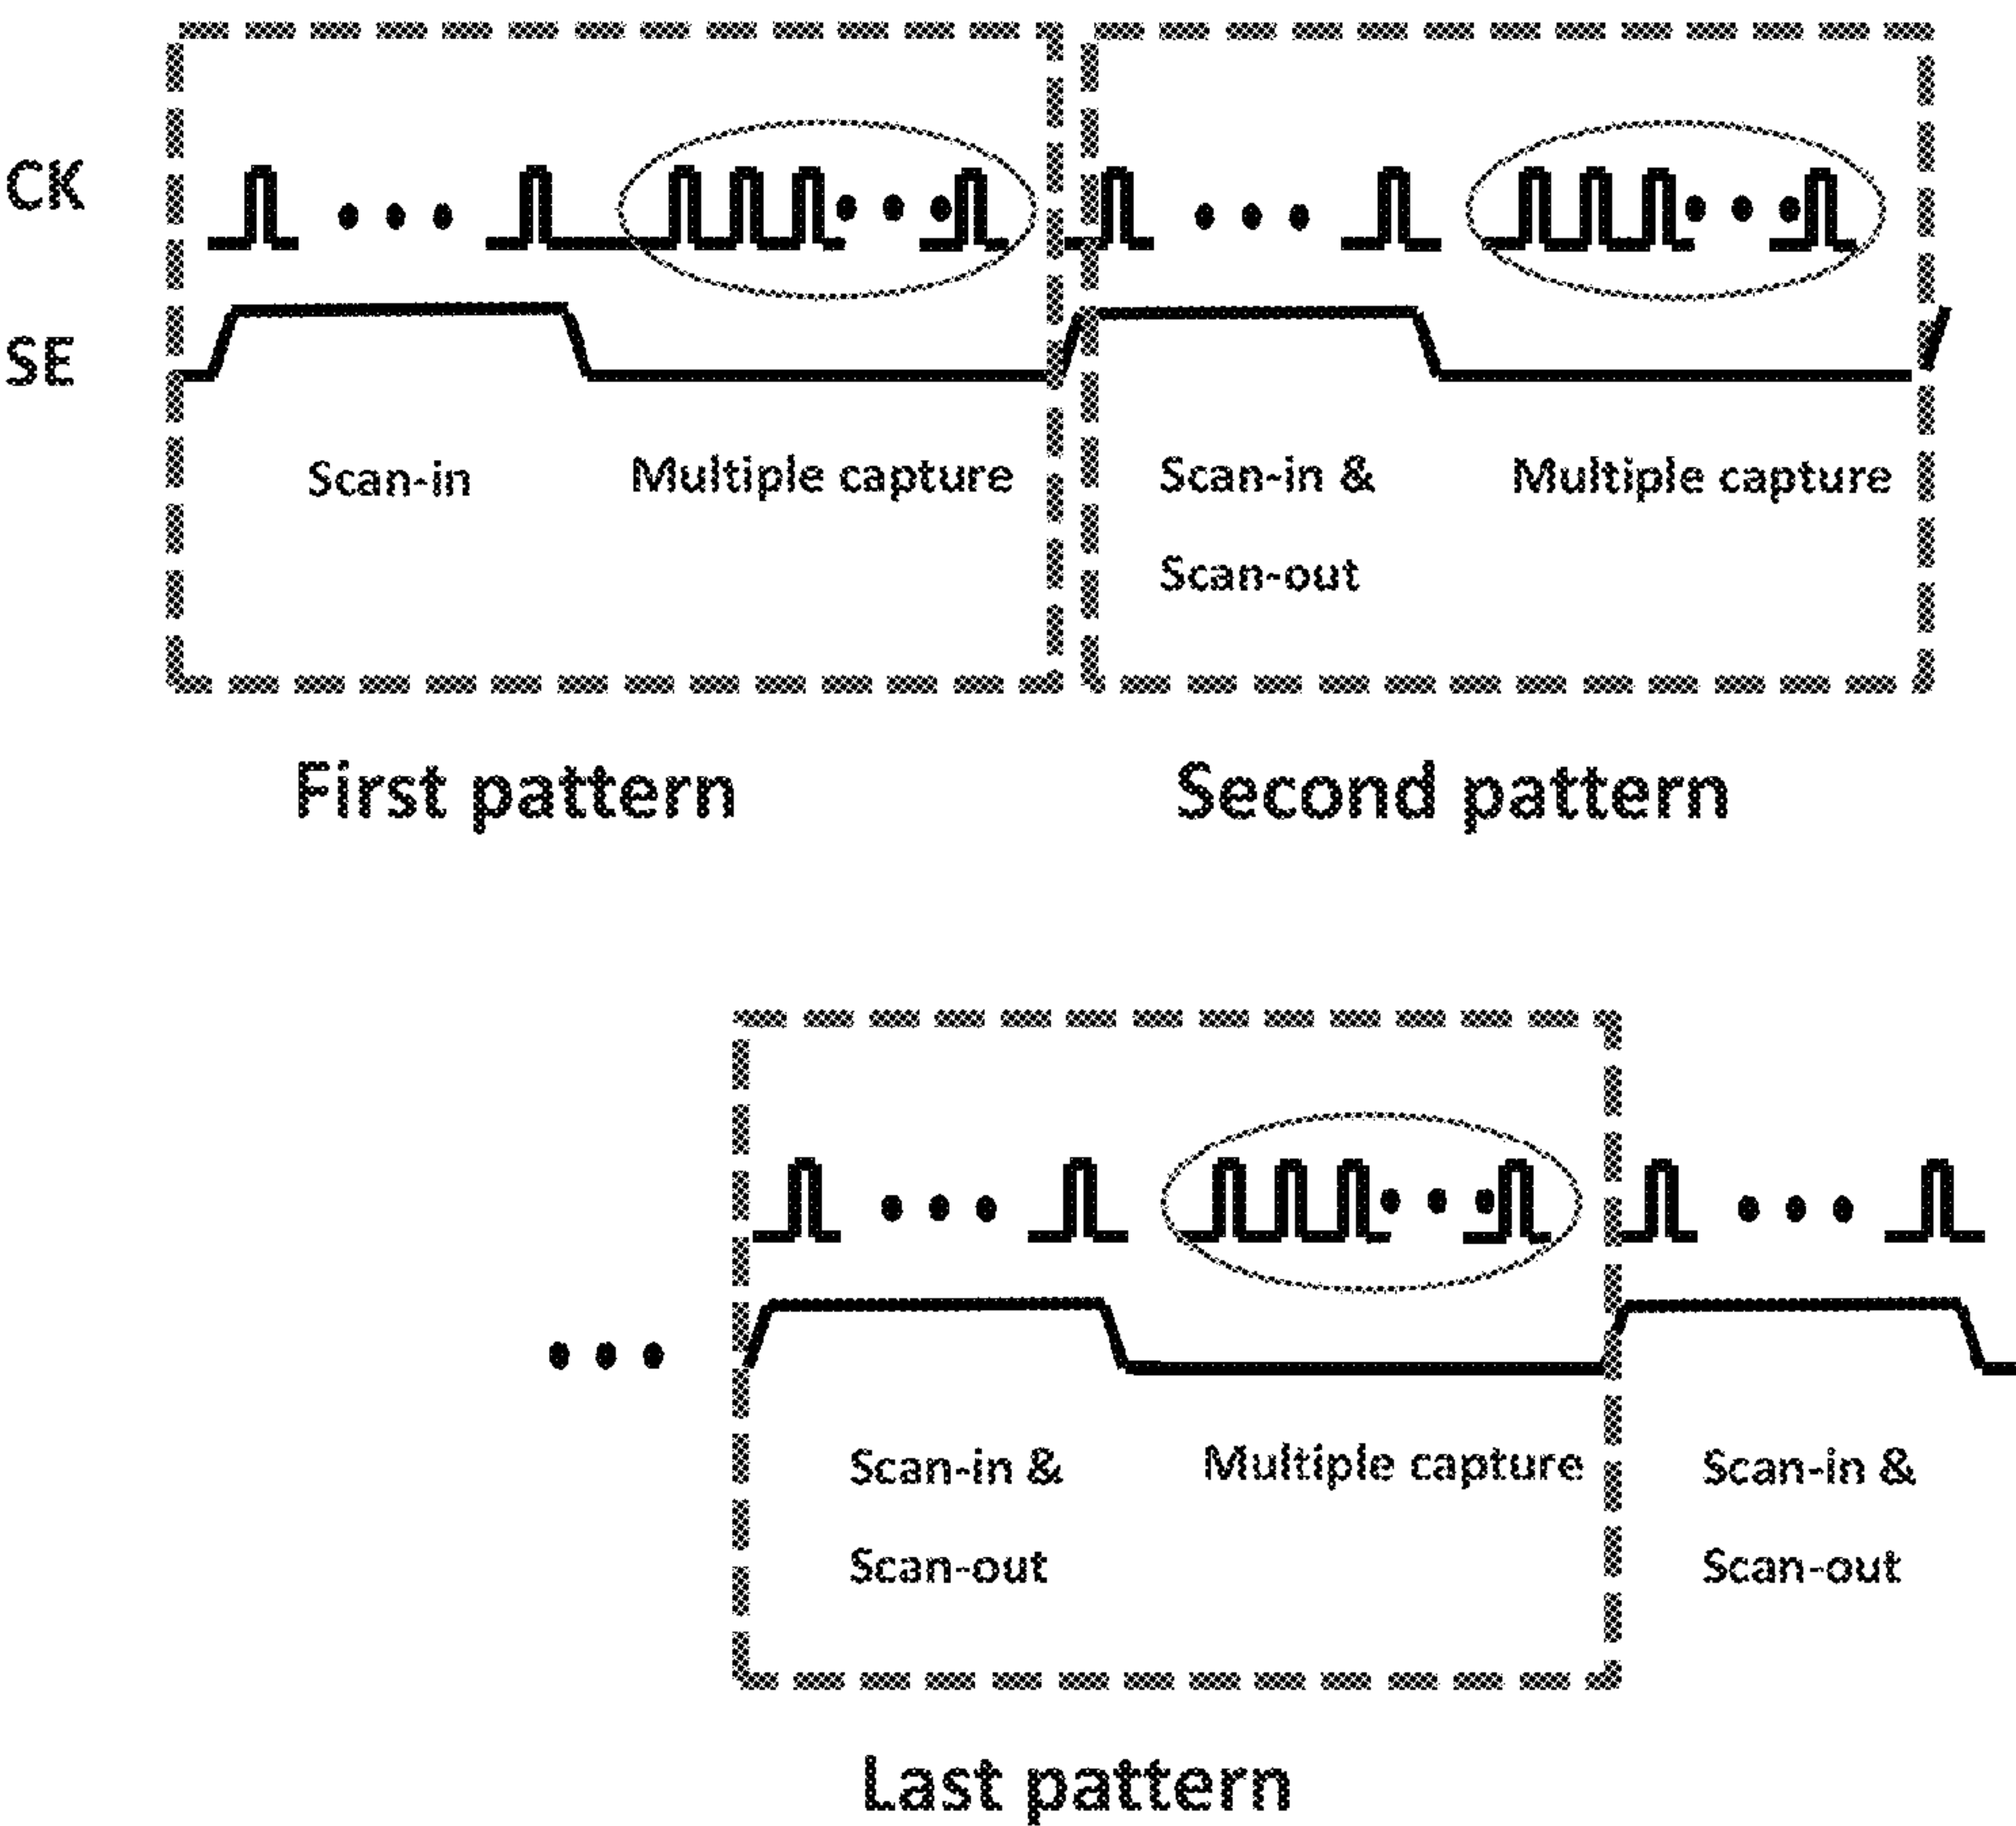 CK
SE
Scan-in
Multiple capture
Scan-in &
Scan-out
Multiple capture
First pattern
Second pattern
Scan-in &
Scan-out
Multiple capture
Scan-in &
Scan-out
Last pattern